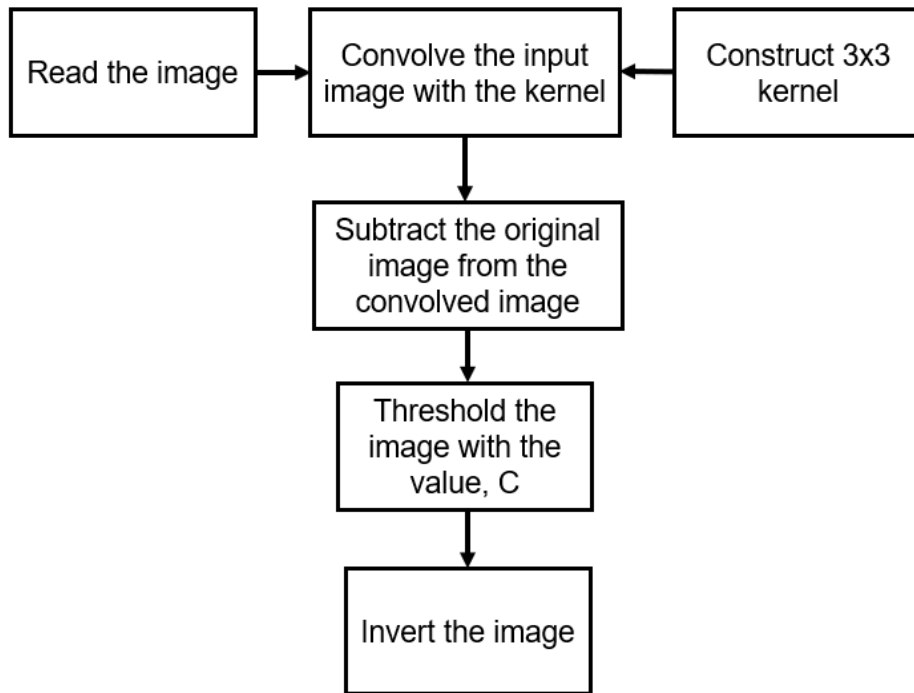 Read the image
Convolve the input
image with the kernel
Construct 3x3
kernel
Subtract the original
image from the
convolved image
Threshold the
image with the
value, C
Invert the image